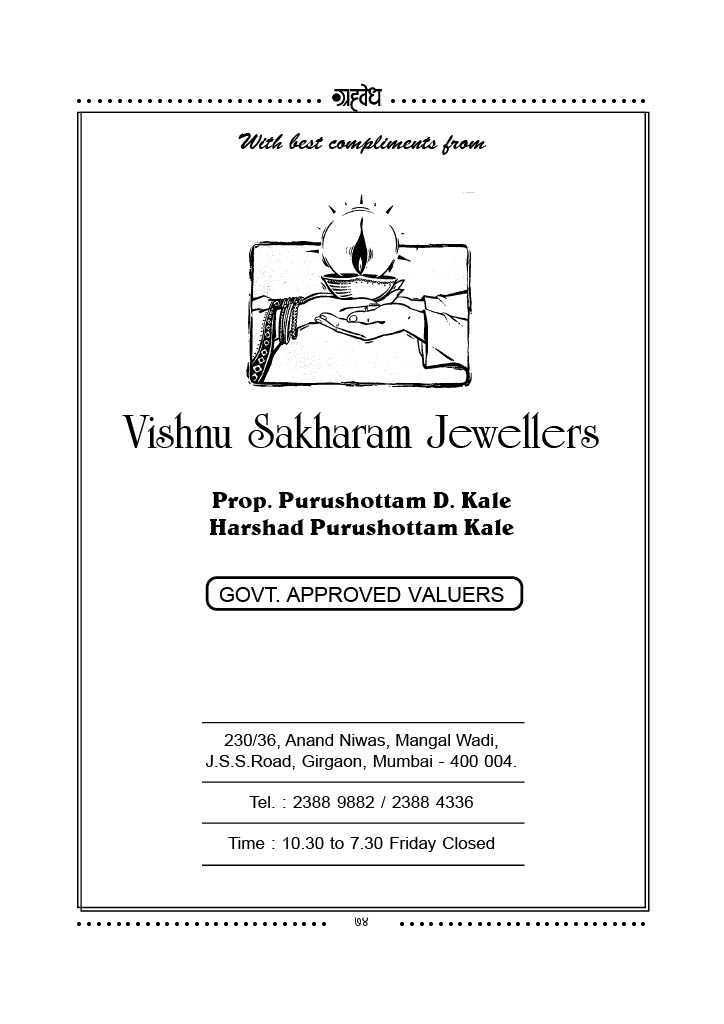 ग्रहवेध
With best compliments from
Vishnu Sakharam Jewellers
Prop. Purushottam D. Kale
Harshad Purushottam Kale
GOVT. APPROVED VALUERS
230/36, Anand Niwas, Mangal Wadi,
J.S.S.Road, Girgaon, Mumbai - 400 004.
Tel. : 2388 9882 / 2388 4336
Time : 10.30 to 7.30 Friday Closed
७४